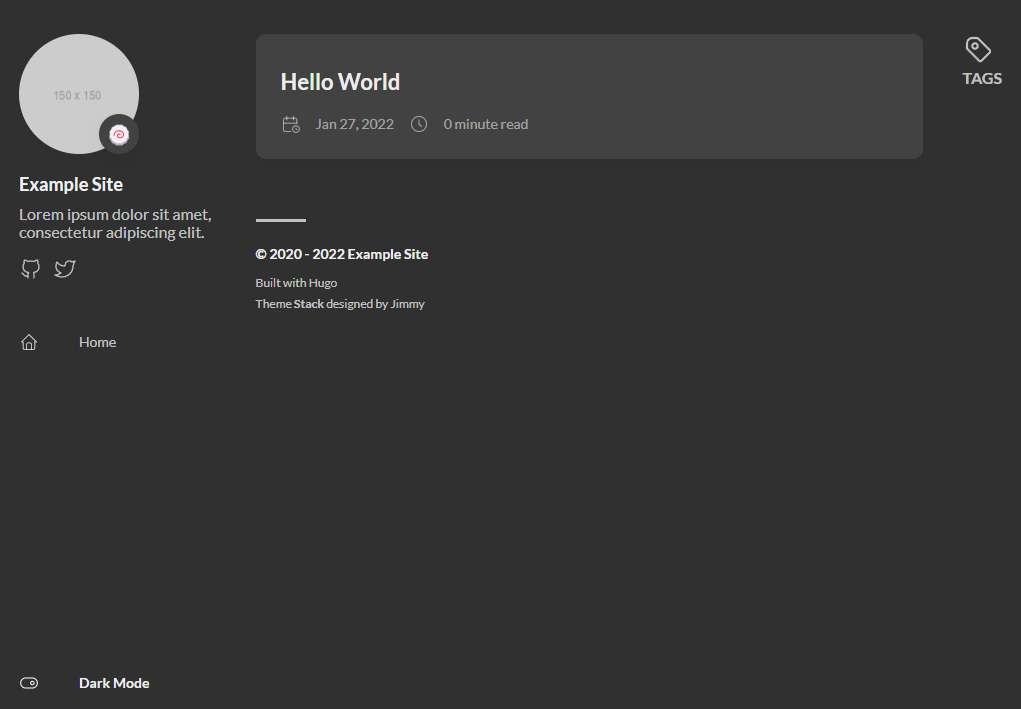 150 x 150
Example Site
Lorem ipsum dolor sit amet,
consectetur adipiscing elit.
Home
Dark Mode
Hello World
Jan 27, 2022 0 minute read
© 2020 - 2022 Example Site
Built with Hugo
Theme Stack designed by Jimmy
TAGS